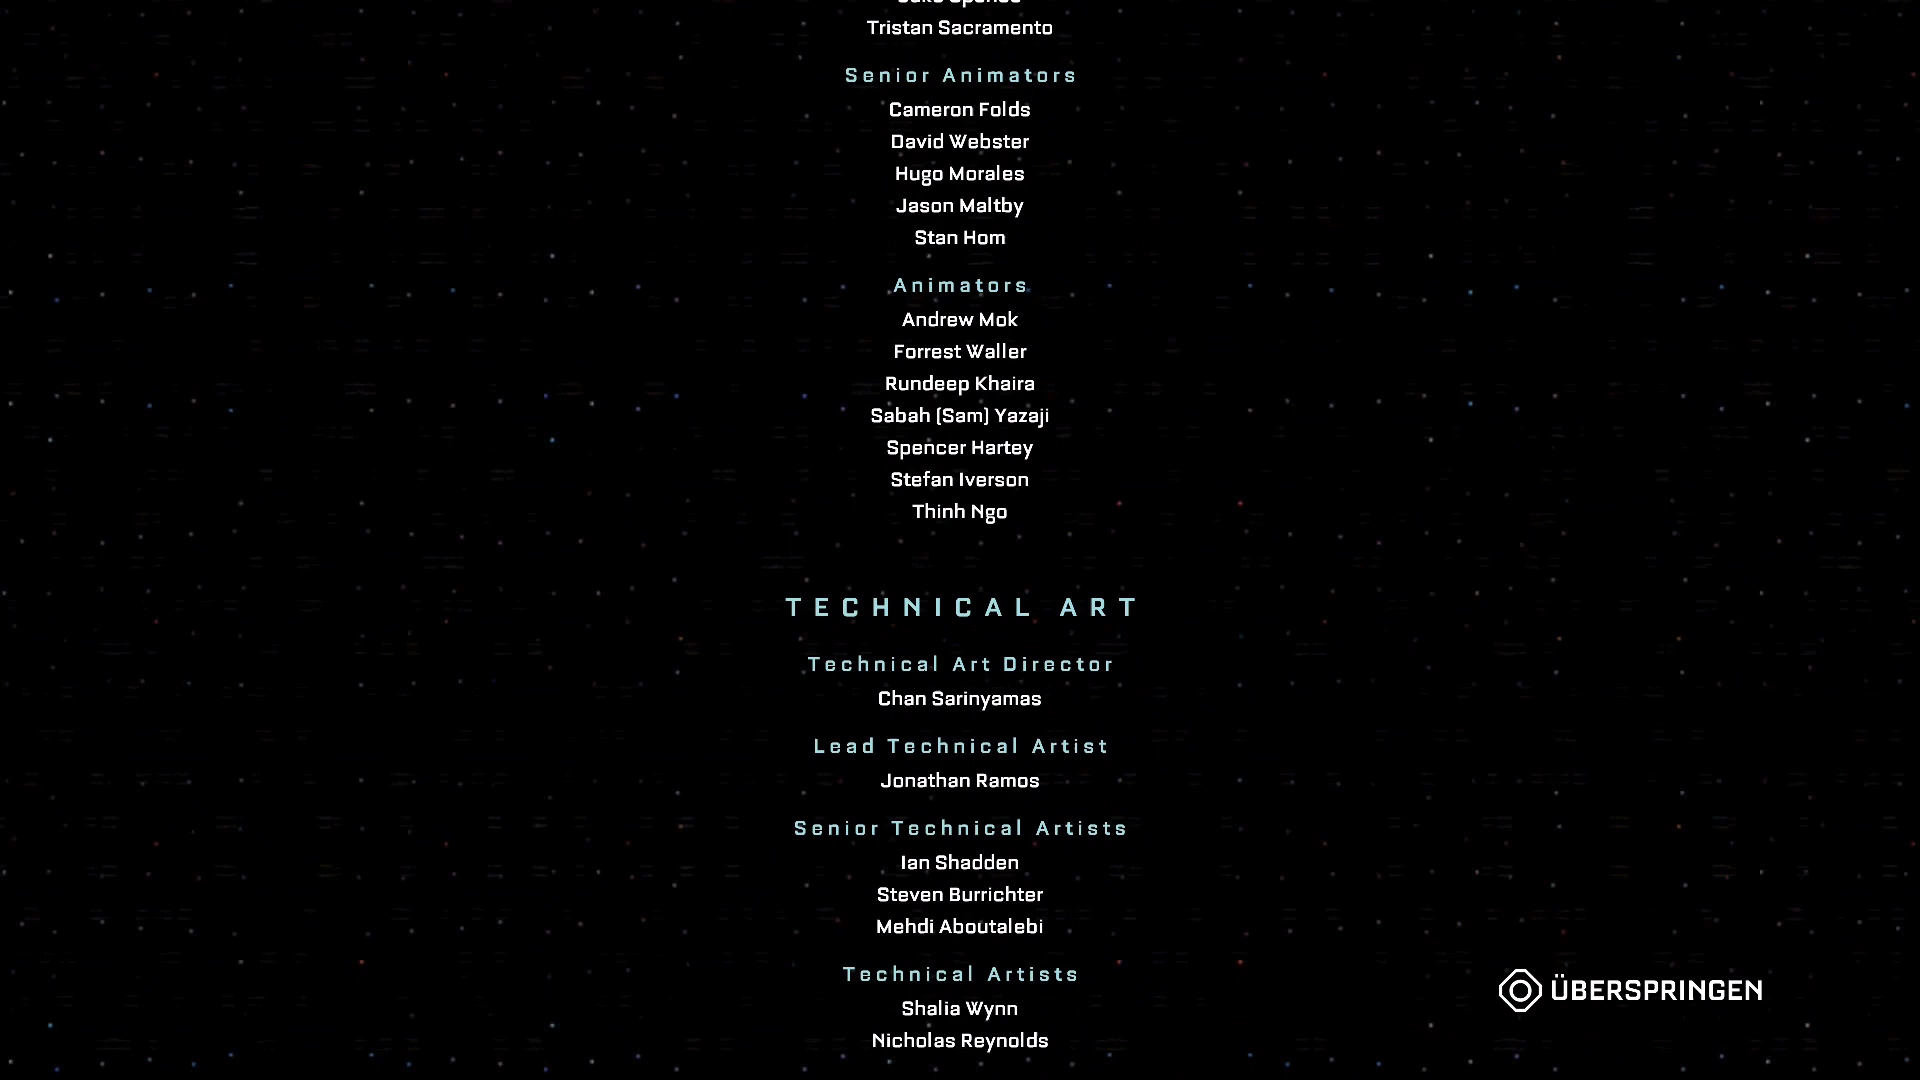 Tristan Sacramento
Senior Animators
Cameron Folds
David Webster
Hugo Morales
Jason Maltby
Stan Hom
Animators
Andrew Mok
Forrest Waller
Rundeep Khaira
Sabah (Sam) Yazaji
Spencer Hartey
Stefan Iverson
Thinh Ngo
TECHNICAL ART
Technical Art Director
Chan Sarinyamas
Lead Technical Artist
Jonathan Ramos
Senior Technical Artists
Ian Shadden
Steven Burrichter
Mehdi Aboutalebi
Technical Artists
Shalia Wynn
Nicholas Reynolds
ÜBERSPRINGEN